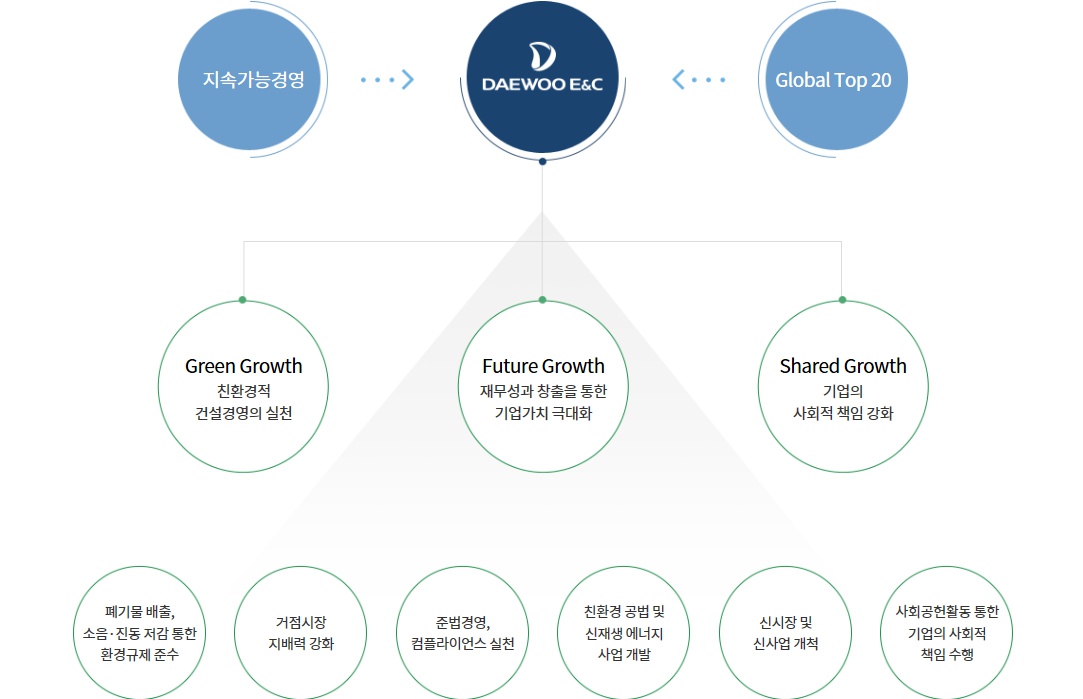 지속가능경영
DAEWOO E&C
Global Top 20
Green Growth
친환경적
건설경영의 실천
Future Growth
재무성과 창출을 통한
기업가치 극대화
Shared Growth
기업의
사회적 책임 강화
폐기물 배출,
소음·진동 저감 통한
환경규제 준수
거점시장
지배력 강화
준법경영,
컴플라이언스 실천
친환경 공법 및
신재생 에너지
사업 개발
신시장 및
신사업 개척
사회공헌활동 통한
기업의 사회적
책임 수행